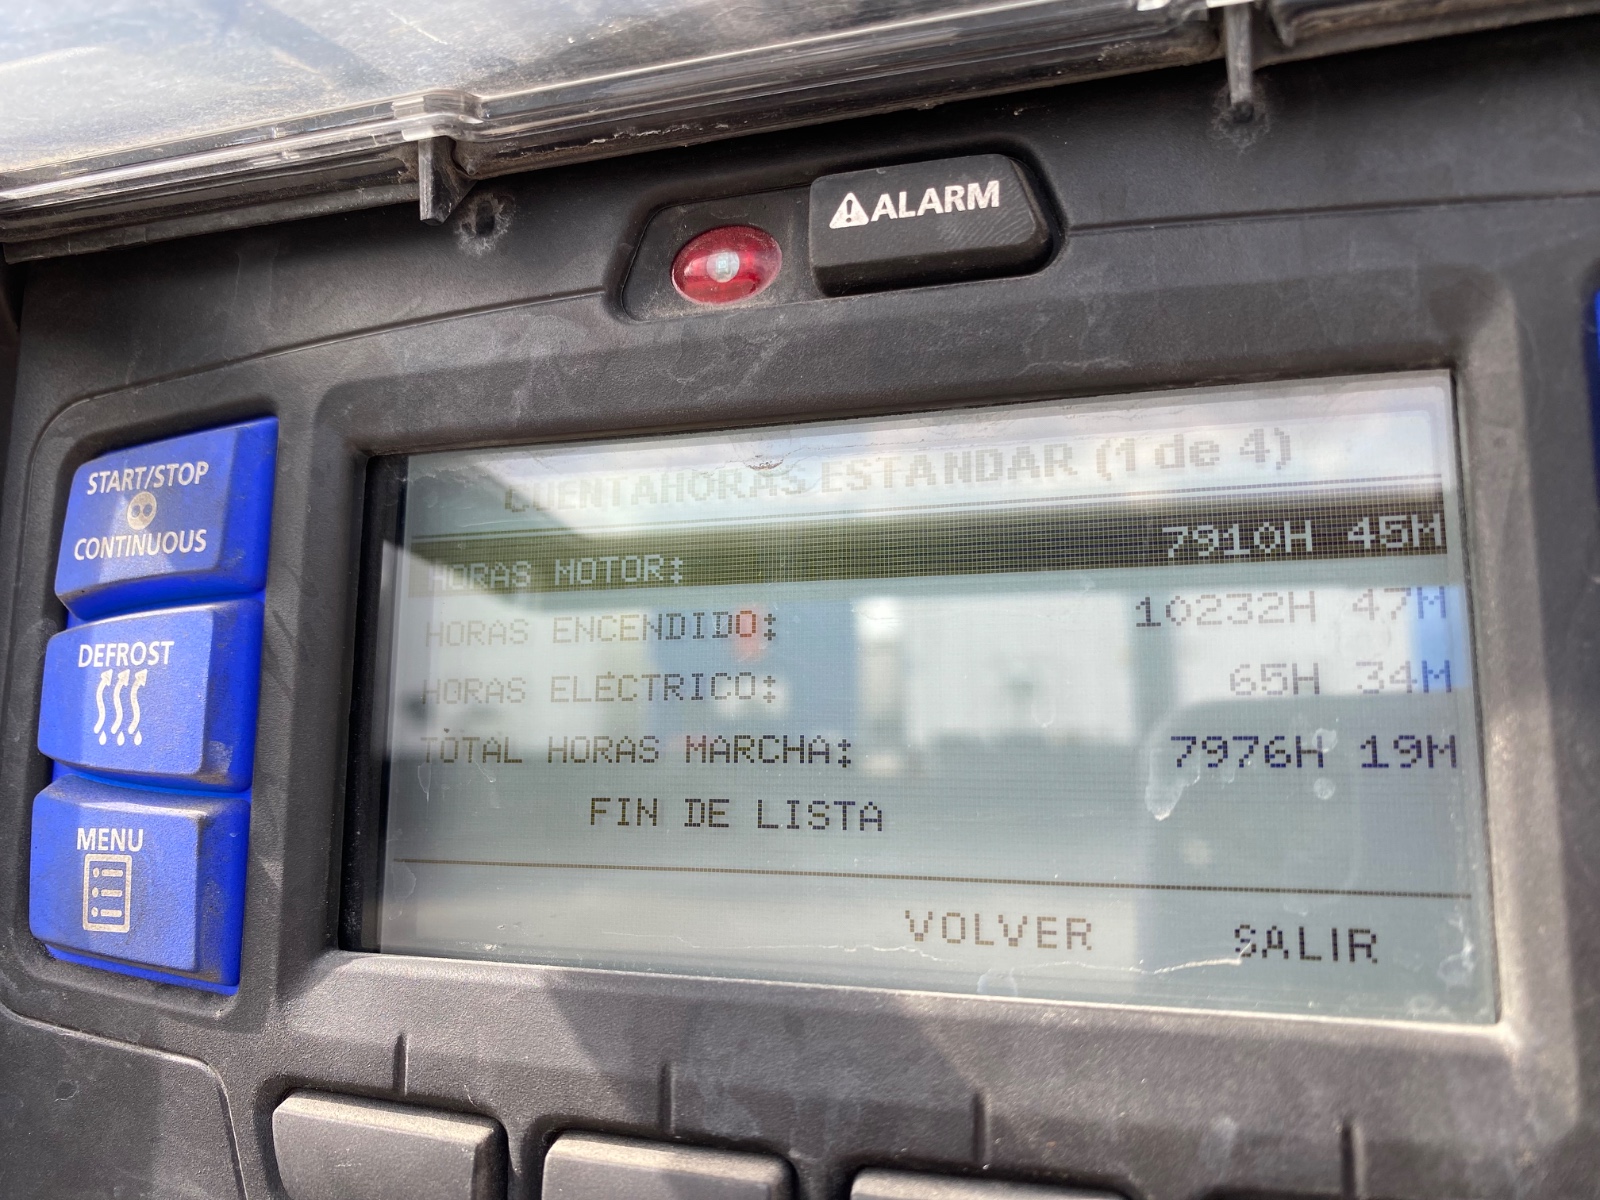 ALARM
START/STOP
CONTINUOUS
DEFROST
MENU
CUENTAHORAS ESTÁNDAR (1 de 4)
HORAS MOTOR: 7910H 45M
HORAS ENCENDIDO: 10232H 47M
HORAS ELÉCTRICO: 65H 34M
TOTAL HORAS MARCHA: 7976H 19M
FIN DE LISTA
VOLVER SALIR